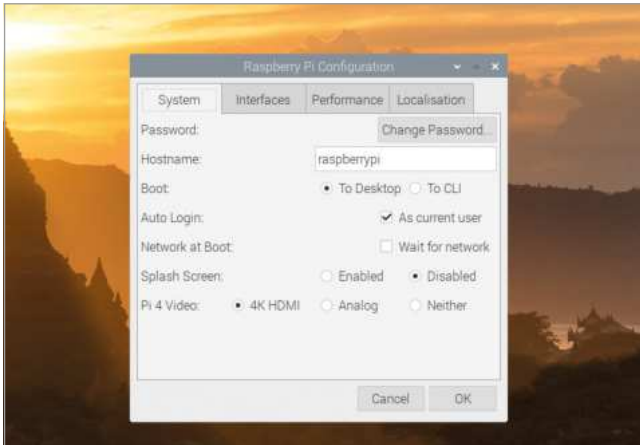 Raspberry Pi Configuration
System Interfaces Performance Localisation
Password: Change Password...
Hostname: raspberrypi
Boot: To Desktop To CLI
Auto Login: As current user
Network at Boot: Wait for network
Splash Screen: Enabled Disabled
Pi 4 Video: 4K HDMI Analog Neither
Cancel OK